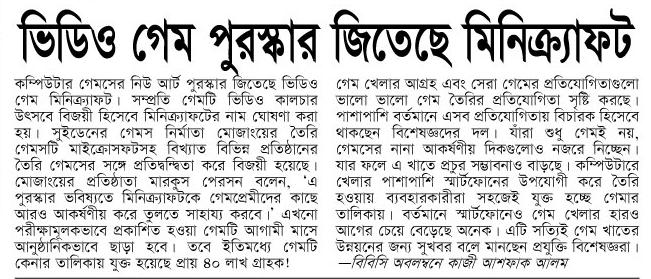 ভিডিও গেম পুরস্কার জিতেছে মিনিক্র্যাফট
কম্পিউটার গেমসের নিউ আর্ট পুরস্কার জিতেছে ভিডিও
গেম মিনিক্র্যাফট। সম্প্রতি গেমটি ভিডিও কালচার
উৎসবে বিজয়ী হিসেবে মিনিক্র্যাফটের নাম ঘোষণা করা
হয়। সুইডেনের গেমস নির্মাতা মোজাংয়ের তৈরি
গেমসটি মাইক্রোসফটসহ বিখ্যাত বিভিন্ন প্রতিষ্ঠানের
তৈরি গেমসের সঙ্গে প্রতিদ্বন্দ্বিতা করে বিজয়ী হয়েছে।
মোজাংয়ের প্রতিষ্ঠাতা মারকুস পেরসন বলেন, ‘এ
পুরস্কার ভবিষ্যতে মিনিক্র্যাফটকে গেমপ্রেমীদের কাছে
আরও আকর্ষণীয় করে তুলতে সাহায্য করবে।’ এখনো
পরীক্ষামূলকভাবে প্রকাশিত হওয়া গেমটি আগামী মাসে
আনুষ্ঠানিকভাবে ছাড়া হবে। তবে ইতিমধ্যে গেমটি
কেনার তালিকায় যুক্ত হয়েছে প্রায় ৪০ লাখ গ্রাহক!
গেম খেলার আগ্রহ এবং সেরা গেমের প্রতিযোগিতাগুলো
ভালো ভালো গেম তৈরির প্রতিযোগিতা সৃষ্টি করছে।
পাশাপাশি বর্তমানে এসব প্রতিযোগিতায় বিচারক হিসেবে
থাকছেন বিশেষজ্ঞদের দল। যাঁরা শুধু গেমই নয়,
গেমসের নানা আকর্ষণীয় দিকগুলোও নজরে নিচ্ছেন।
যার ফলে এ খাতে প্রচুর সম্ভাবনাও বাড়ছে। কম্পিউটারে
খেলার পাশাপাশি স্মার্টফোনের উপযোগী করে তৈরি
হওয়ায় ব্যবহারকারীরা সহজেই যুক্ত হচ্ছে গেমার
তালিকায়। বর্তমানে স্মার্টফোনেও গেম খেলার হারও
আগের চেয়ে বেড়েছে অনেক। এটি সত্যিই গেম খাতের
উন্নয়নের জন্য সুখবর বলে মানছেন প্রযুক্তি বিশেষজ্ঞরা।
—বিবিসি অবলম্বনে কাজী আশফাক আলম